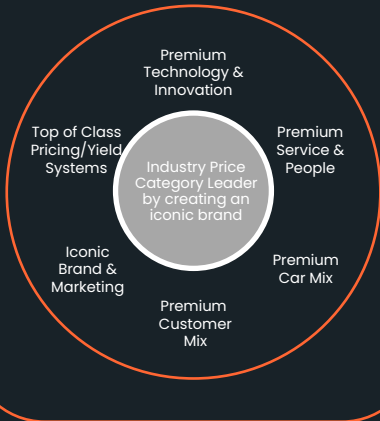 Premium
Technology &
Innovation
Top of Class
Pricing/Yield
Systems
Premium
Service &
People
Industry Price
Category Leader
by creating an
iconic brand
Iconic
Brand &
Marketing
Premium
Car Mix
Premium
Customer
Mix